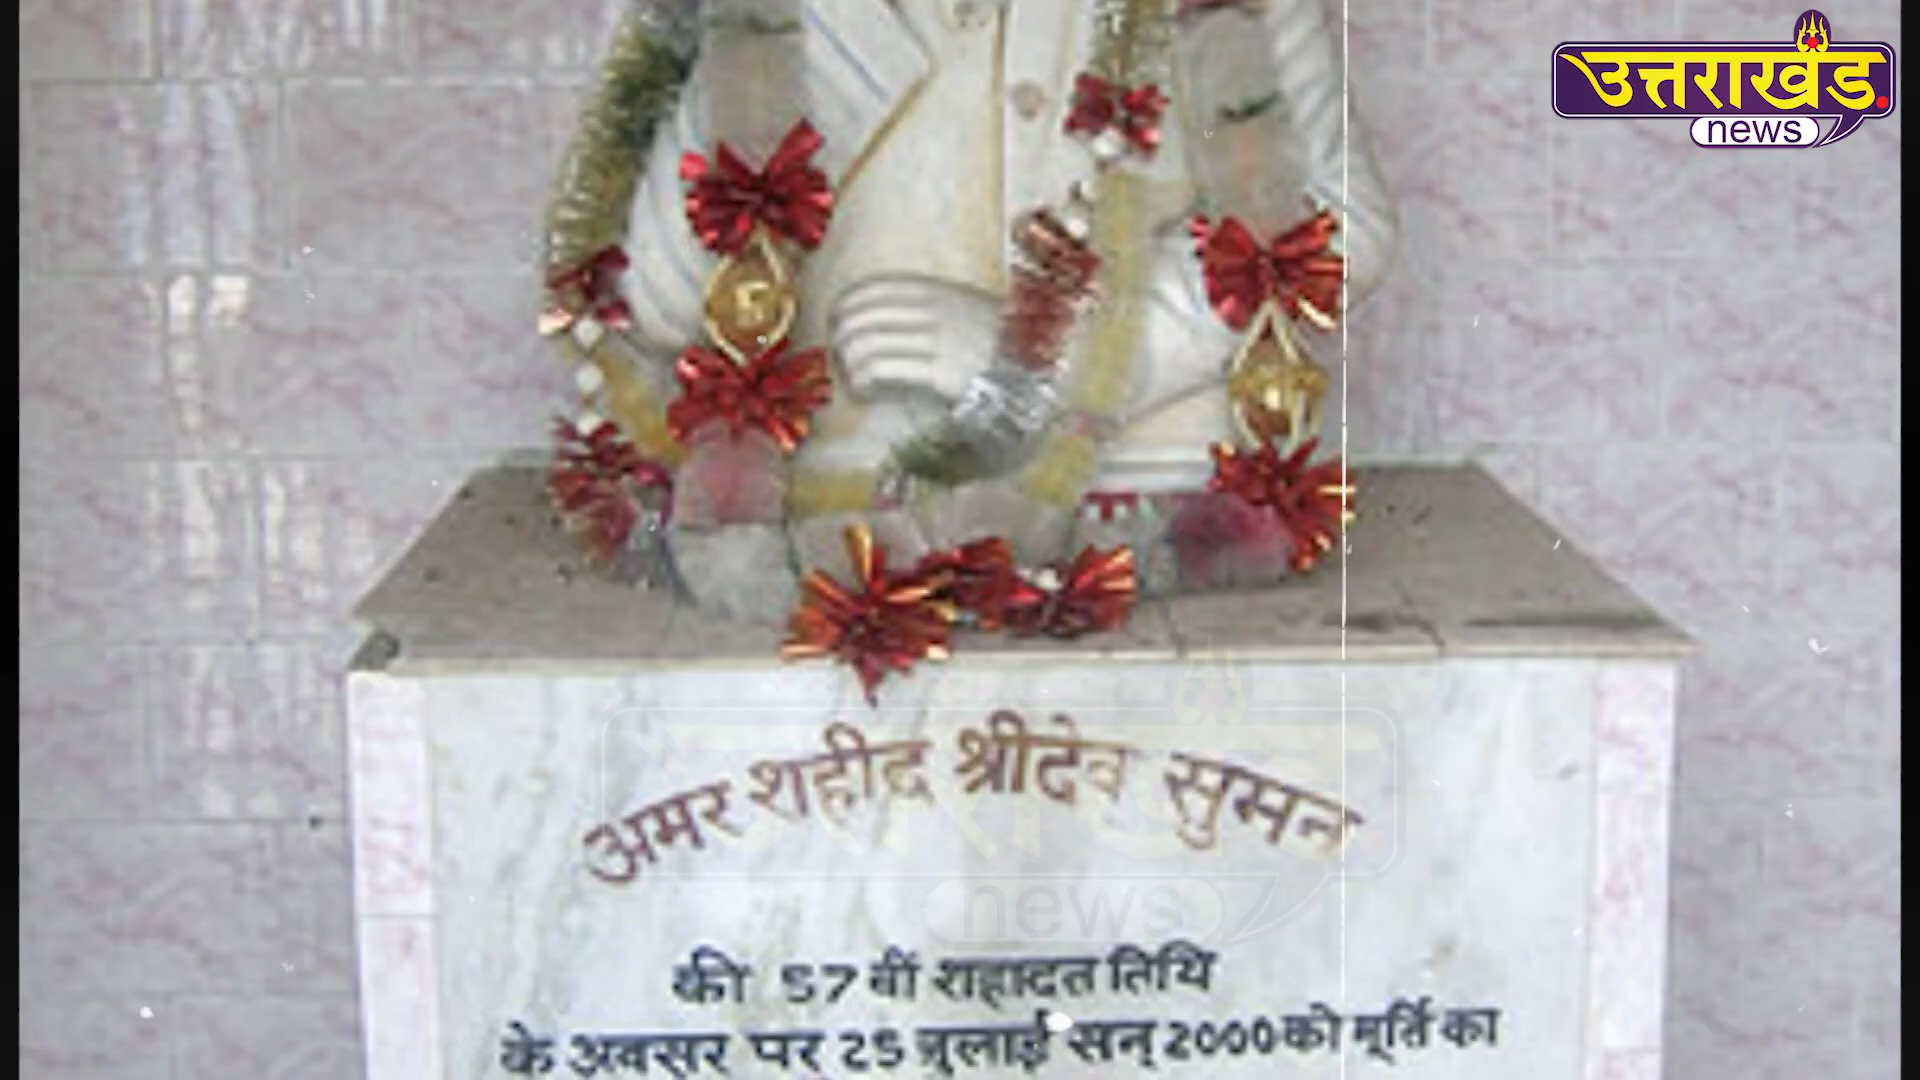 उत्तराखंड
news
अमर शहीद श्रीदेव सुमन
की 57 वीं शहादत तिथि
के अवसर पर 25 जुलाई सन् 2000 को मूर्ति का